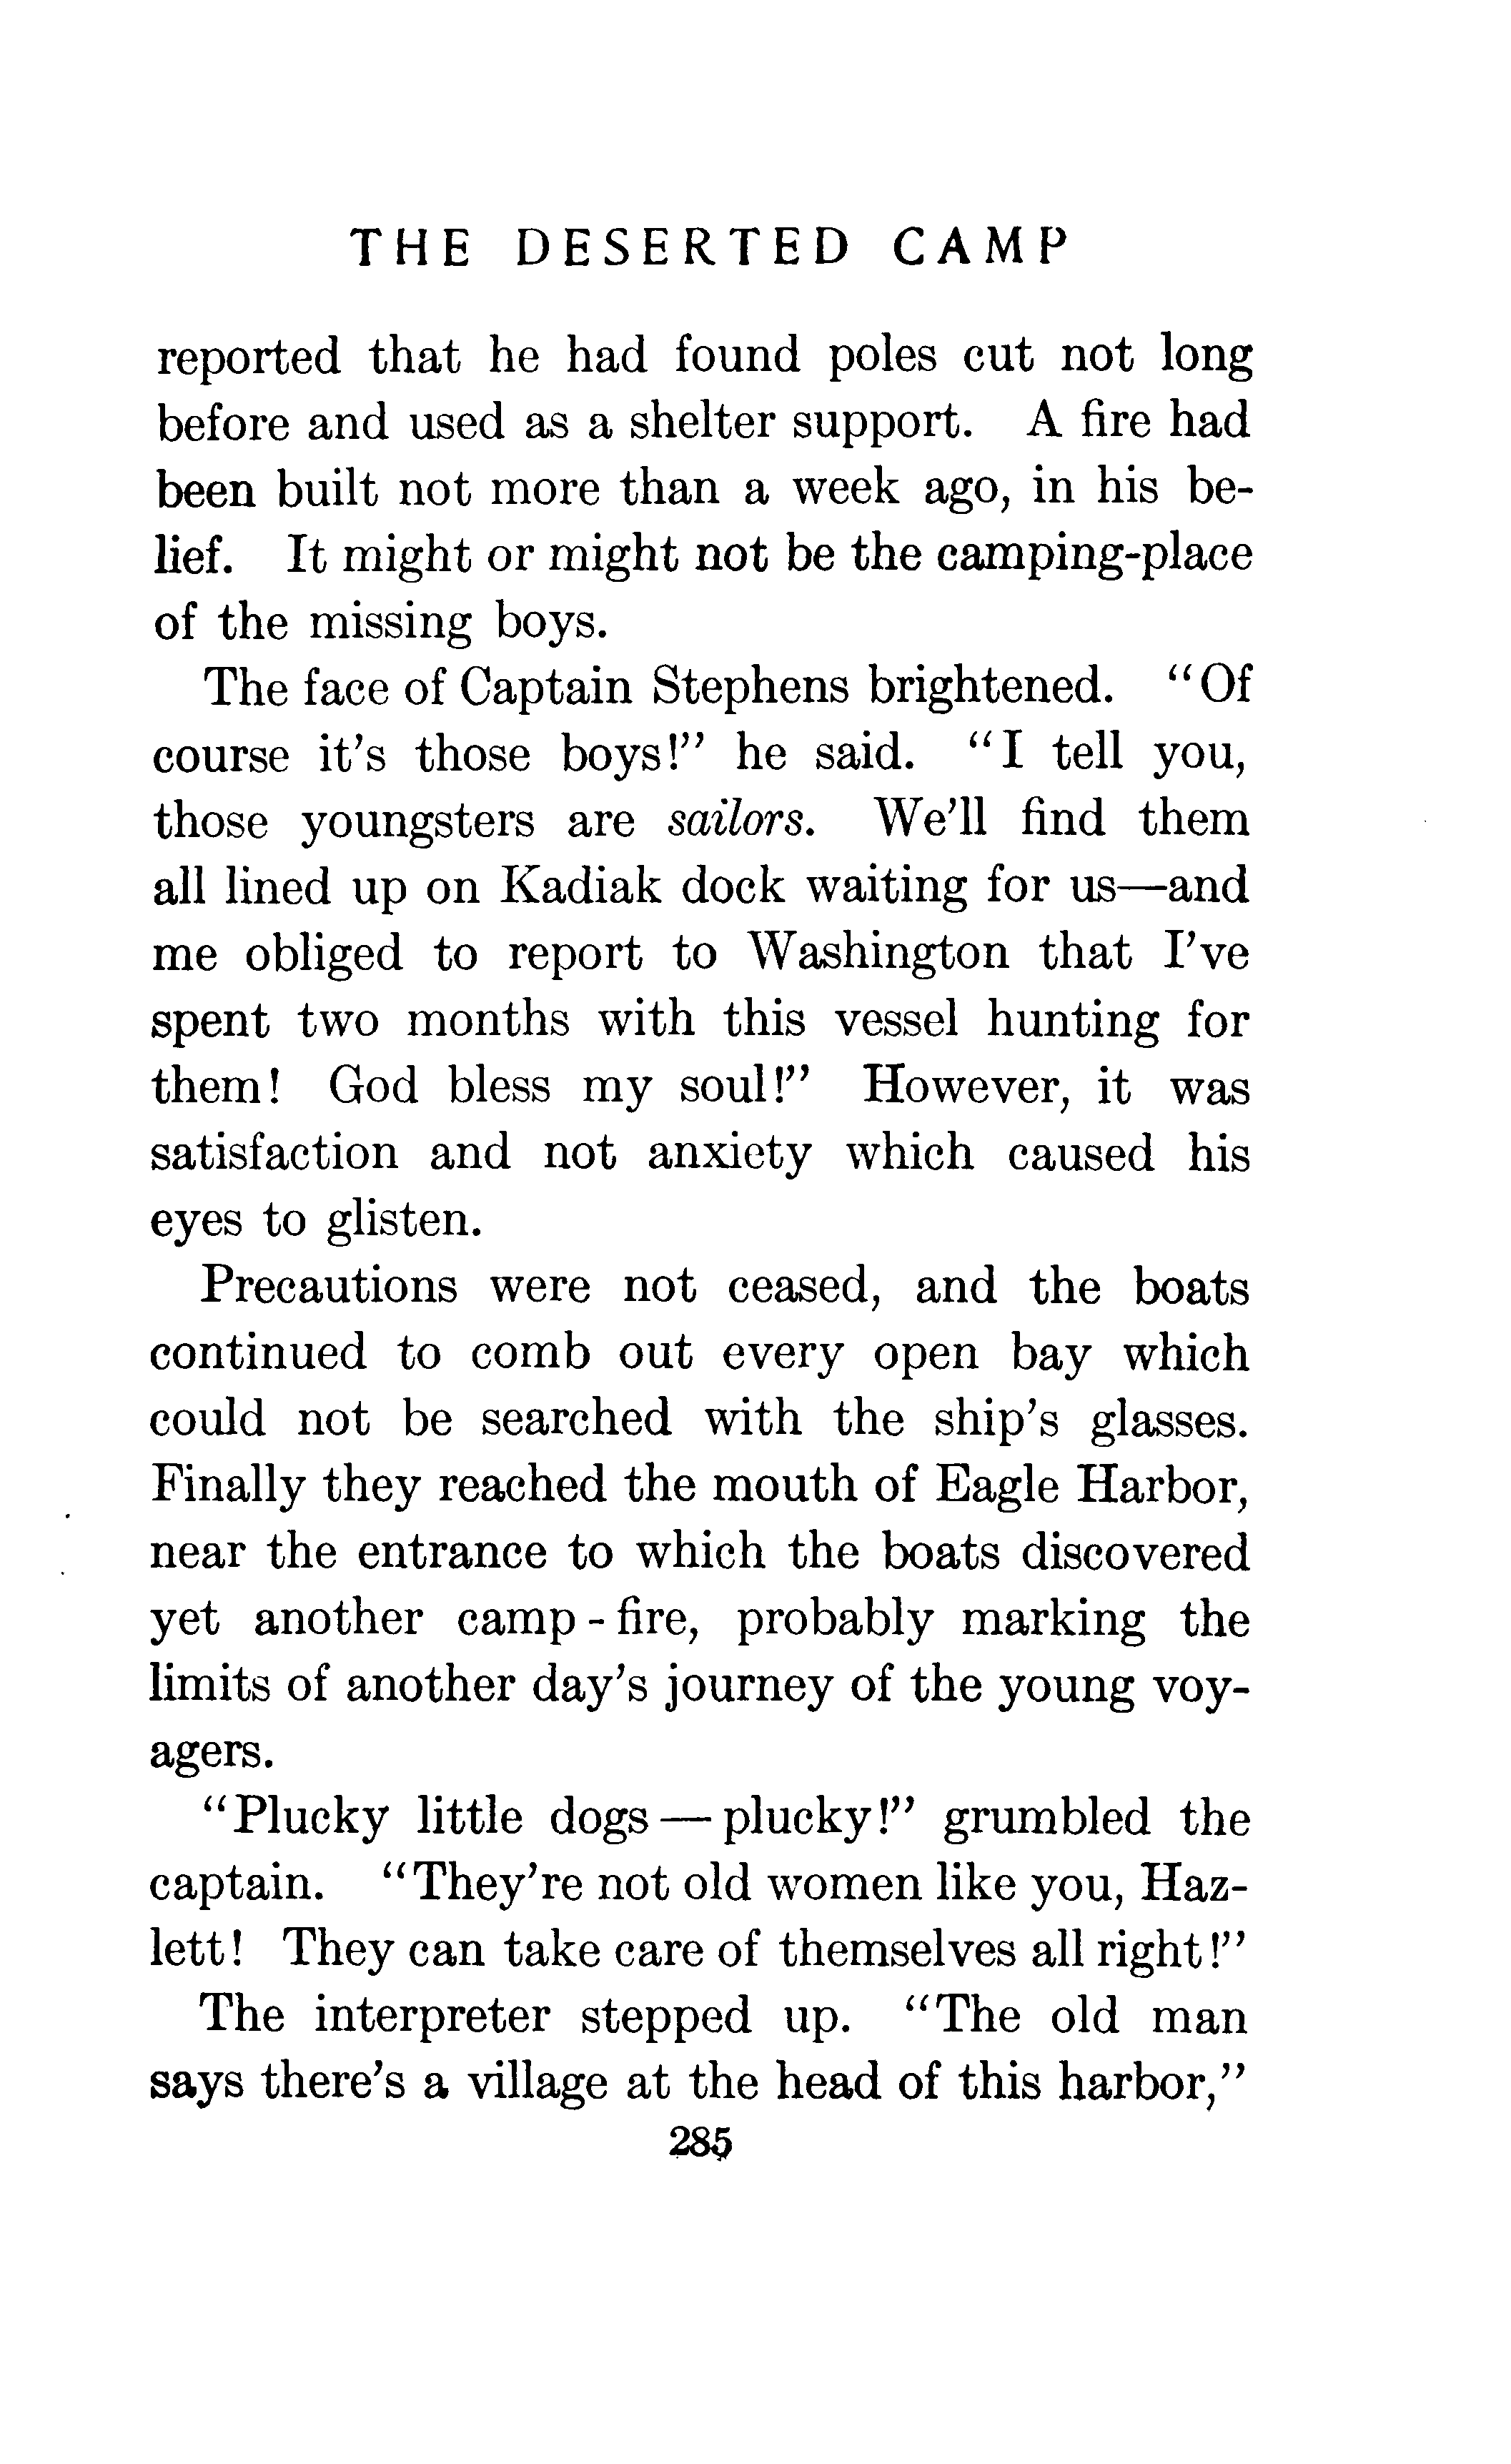 THE DESERTED CAMP
reported that he had found poles cut not long
before and used as a shelter support. A fire had
been built not more than a week ago, in his be-
lief. It might or might not be the camping-place
of the missing boys.
The face of Captain Stephens brightened. "Of
course it's those boys!" he said. "I tell you,
those youngsters are sailors. We'll find them
all lined up on Kadiak dock waiting for us—and
me obliged to report to Washington that I've
spent two months with this vessel hunting for
them! God bless my soul!" However, it was
satisfaction and not anxiety which caused his
eyes to glisten.
Precautions were not ceased, and the boats
continued to comb out every open bay which
could not be searched with the ship's glasses.
Finally they reached the mouth of Eagle Harbor,
near the entrance to which the boats discovered
yet another camp-fire, probably marking the
limits of another day's journey of the young voy-
agers.
"Plucky little dogs—plucky!" grumbled the
captain. "They're not old women like you, Haz-
lett! They can take care of themselves all right!"
The interpreter stepped up. "The old man
says there's a village at the head of this harbor,"
285